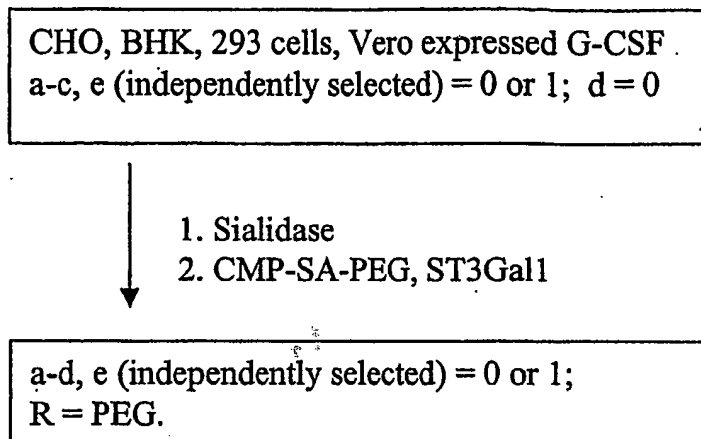 CHO, BHK, 293 cells, Vero expressed G-CSF
a-c, e (independently selected) = 0 or 1; d = 0
1. Sialidase
2. CMP-SA-PEG, ST3Gal1
a-d, e (independently selected) = 0 or 1;
R = PEG.